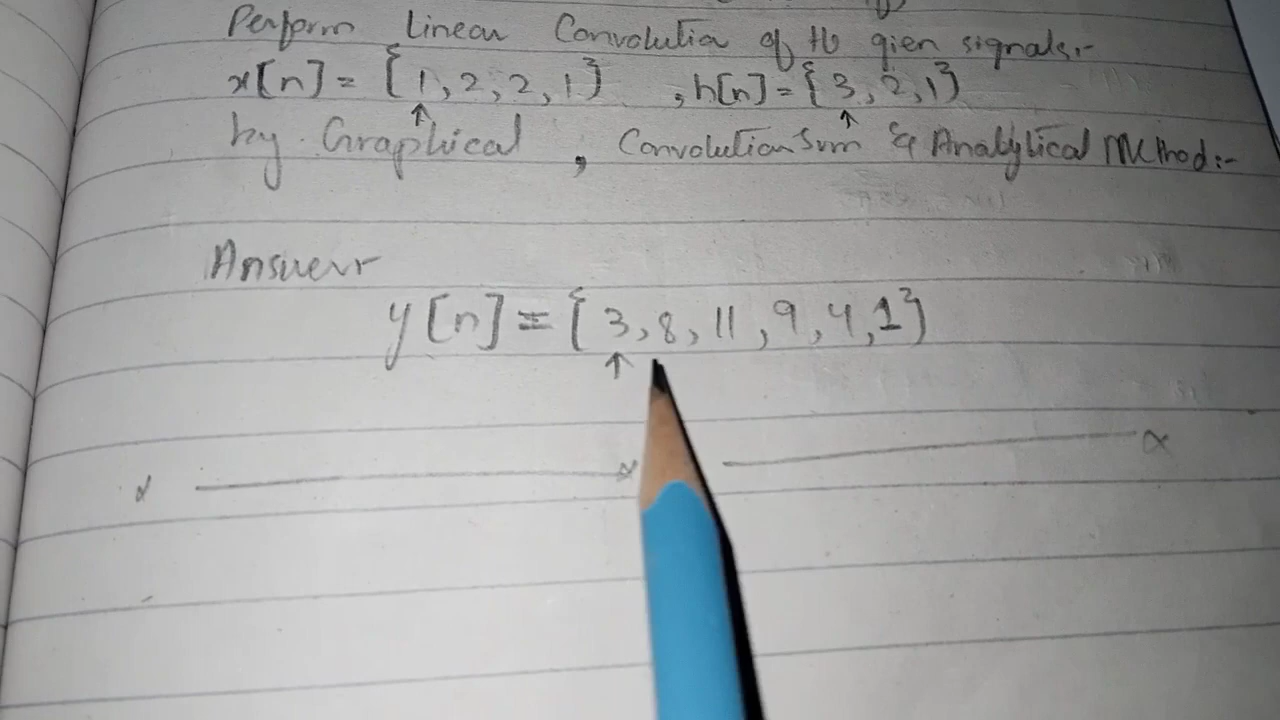 Perform Linear Convolution of the gien signals:-
x[n] = {1, 2, 2, 1} , h[n] = {3, 2, 1}
↑ ↑
by Graphical , Convolution Sum & Analytical Method:-
Answer
y[n] = {3, 8, 11, 9, 4, 1}
↑
x x x